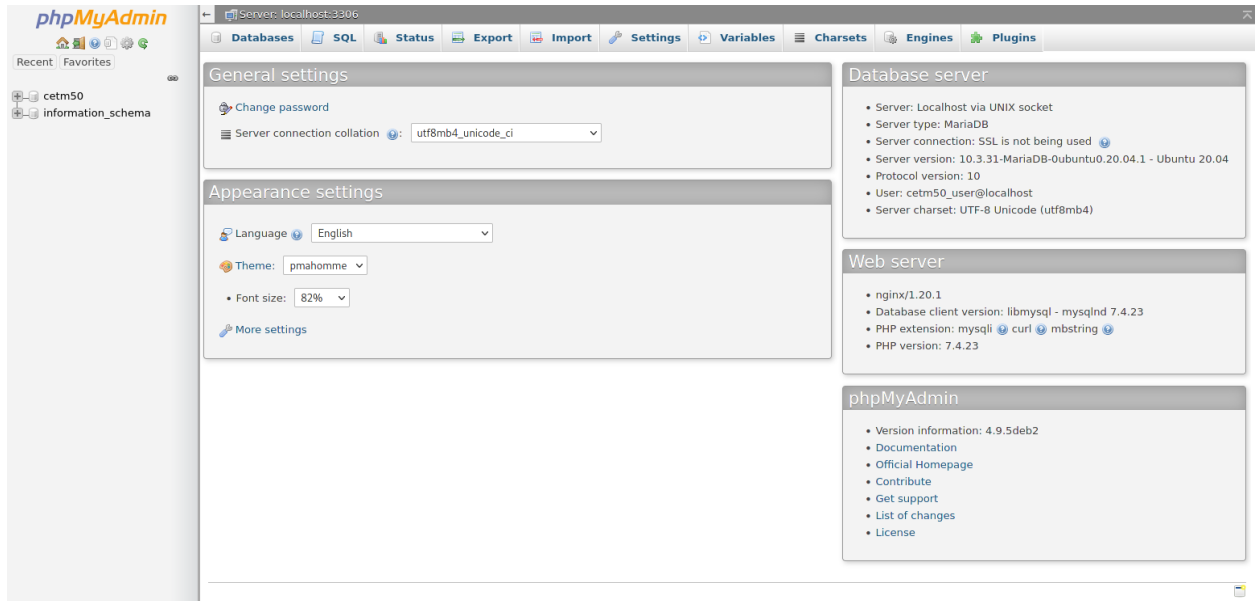 phpMyAdmin
Recent Favorites
cetm50
information_schema
Server: localhost:3306
Databases SQL Status Export Import Settings Variables Charsets Engines Plugins
General settings
Change password
Server connection collation : utf8mb4_unicode_ci
Appearance settings
Language English
Theme: pmahomme
• Font size: 82%
More settings
Database server
• Server: Localhost via UNIX socket
• Server type: MariaDB
• Server connection: SSL is not being used
• Server version: 10.3.31-MariaDB-0ubuntu0.20.04.1 - Ubuntu 20.04
• Protocol version: 10
• User: cetm50_user@localhost
• Server charset: UTF-8 Unicode (utf8mb4)
Web server
• nginx/1.20.1
• Database client version: libmysql - mysqlnd 7.4.23
• PHP extension: mysqli curl mbstring
• PHP version: 7.4.23
phpMyAdmin
• Version information: 4.9.5deb2
• Documentation
• Official Homepage
• Contribute
• Get support
• List of changes
• License